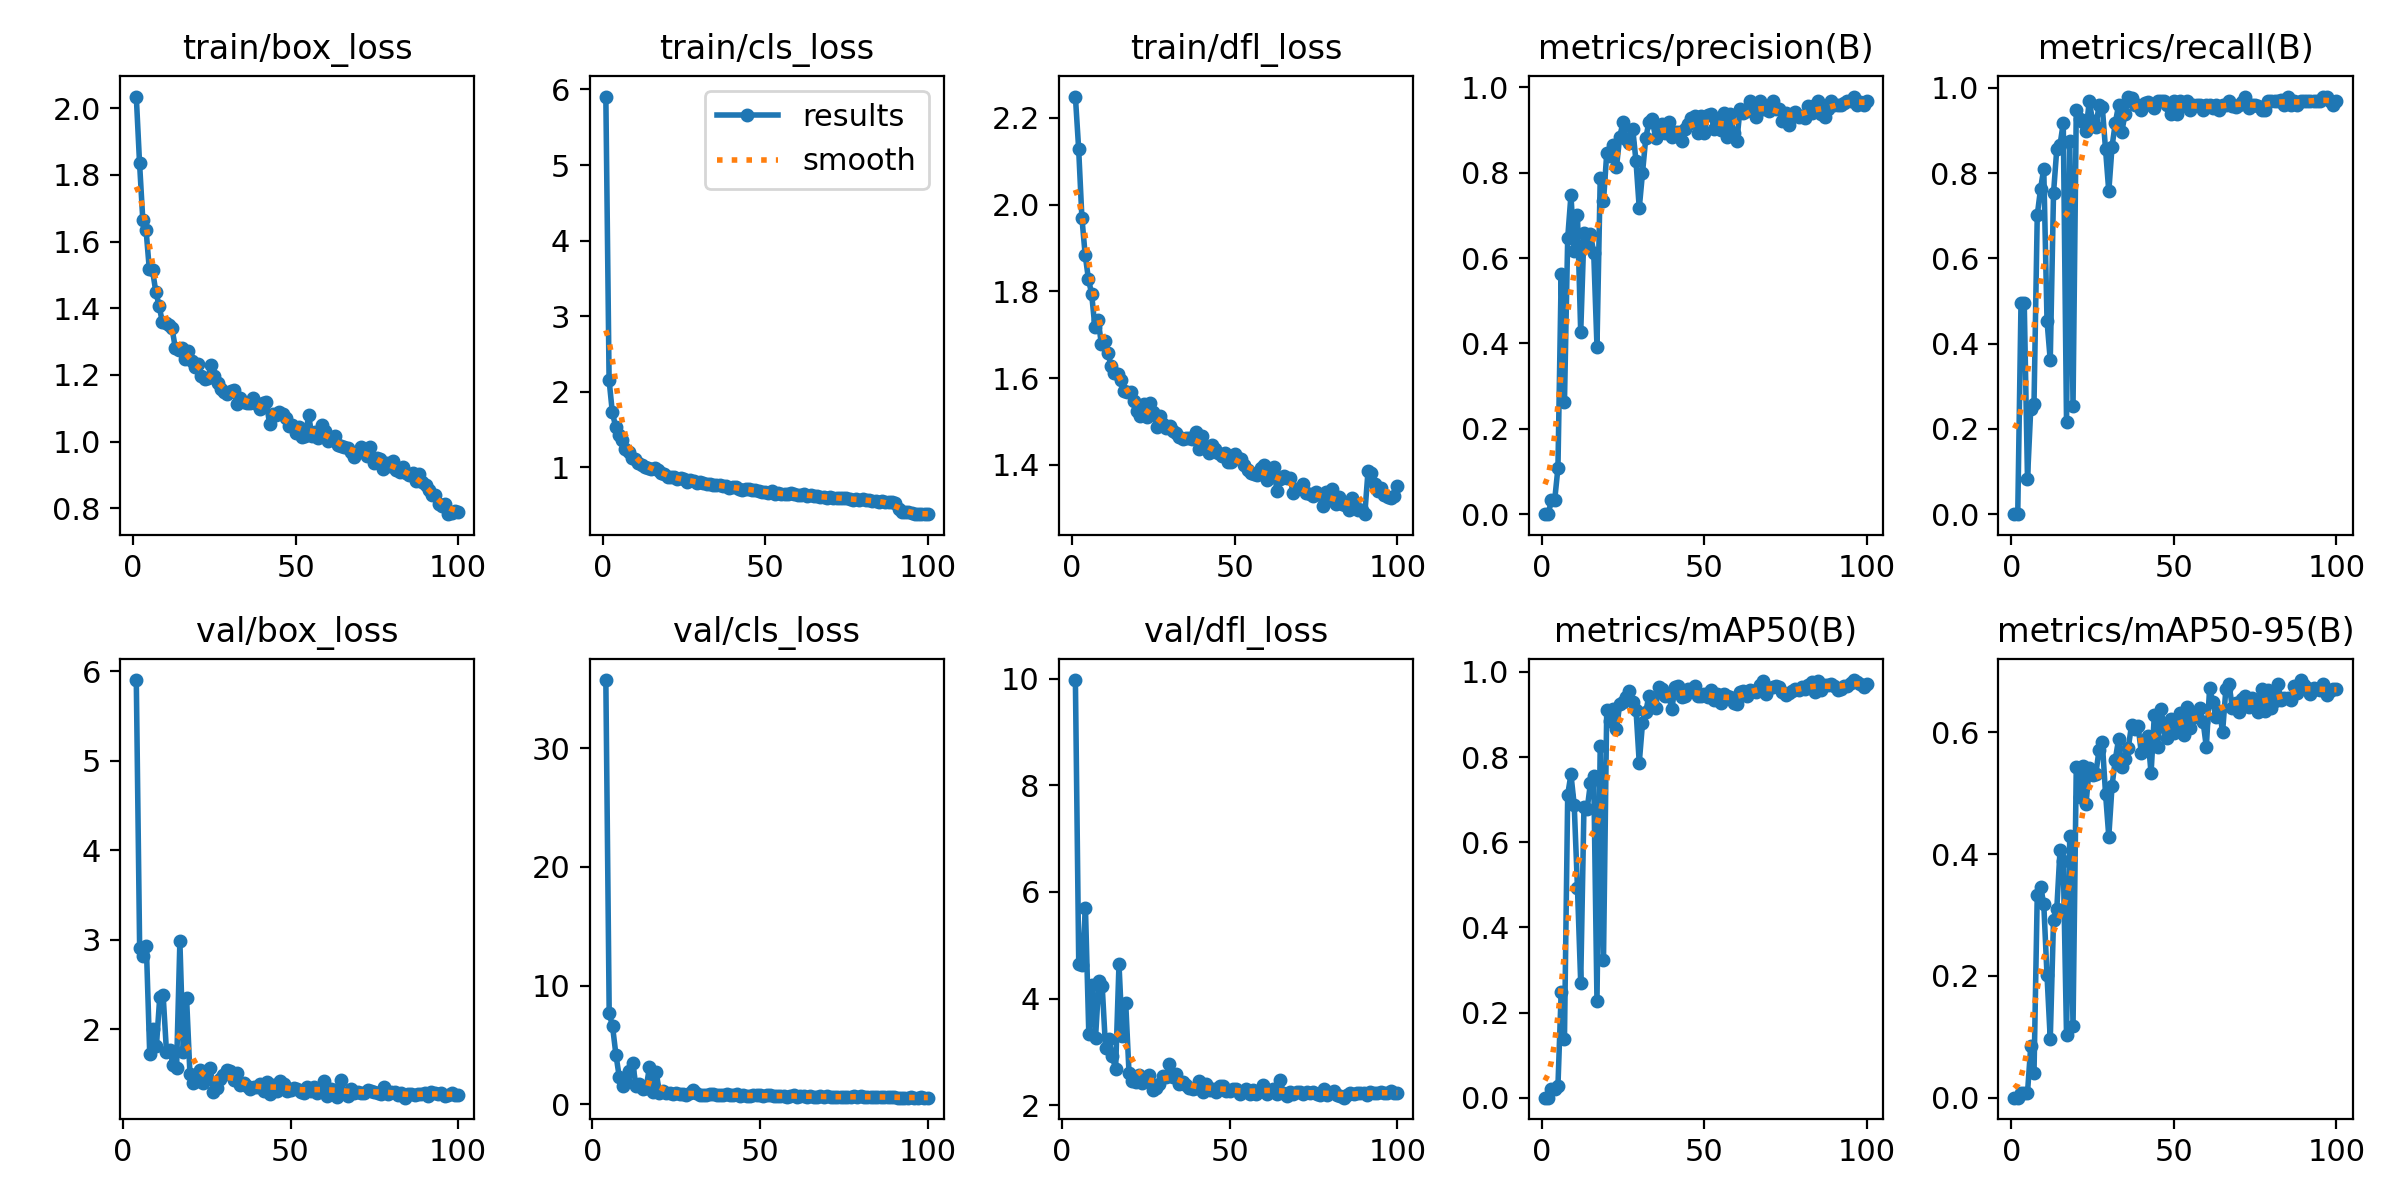 train/box_loss
2.0
1.8
1.6
1.4
1.2
1.0
0.8
0 50 100
train/cls_loss
6
5
4
3
2
1
results
smooth
0 50 100
train/dfl_loss
2.2
2.0
1.8
1.6
1.4
0 50 100
metrics/precision(B)
1.0
0.8
0.6
0.4
0.2
0.0
0 50 100
metrics/recall(B)
1.0
0.8
0.6
0.4
0.2
0.0
0 50 100
val/box_loss
6
5
4
3
2
0 50 100
val/cls_loss
30
20
10
0
0 50 100
val/dfl_loss
10
8
6
4
2
0 50 100
metrics/mAP50(B)
1.0
0.8
0.6
0.4
0.2
0.0
0 50 100
metrics/mAP50-95(B)
0.6
0.4
0.2
0.0
0 50 100